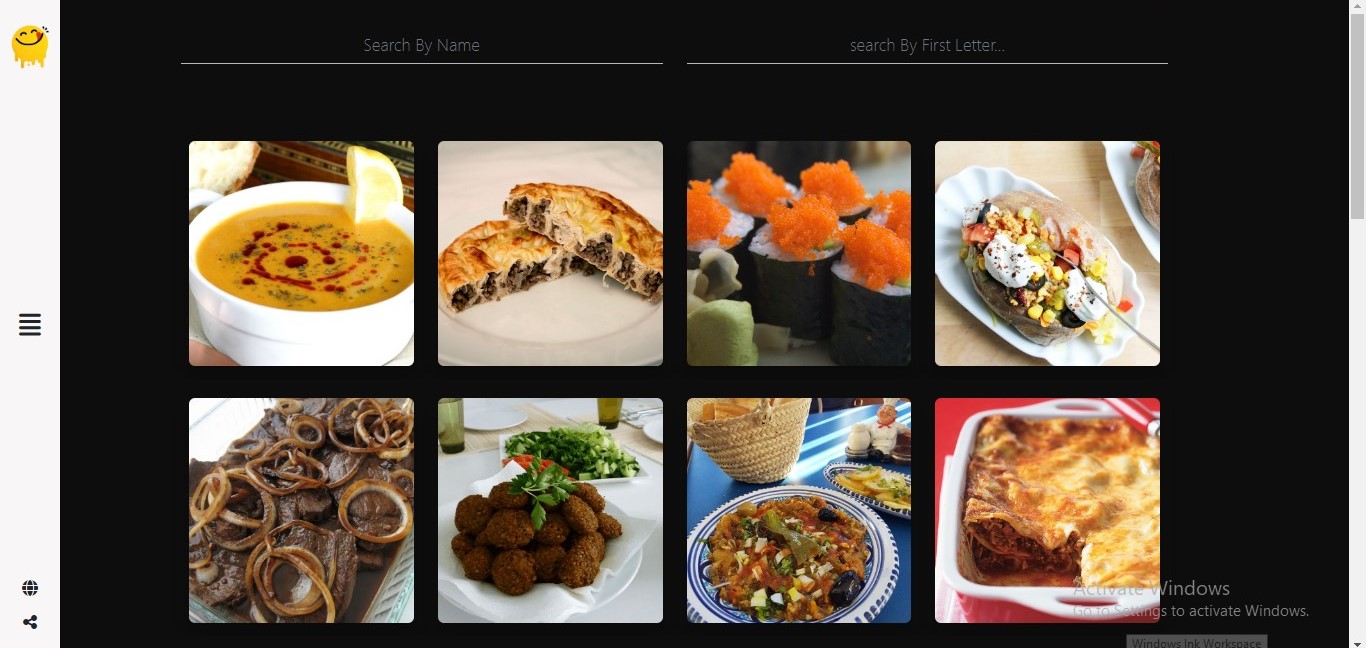 Search By Name
search By First Letter...
Activate Windows
Go to Settings to activate Windows.
Windows Ink Workspace